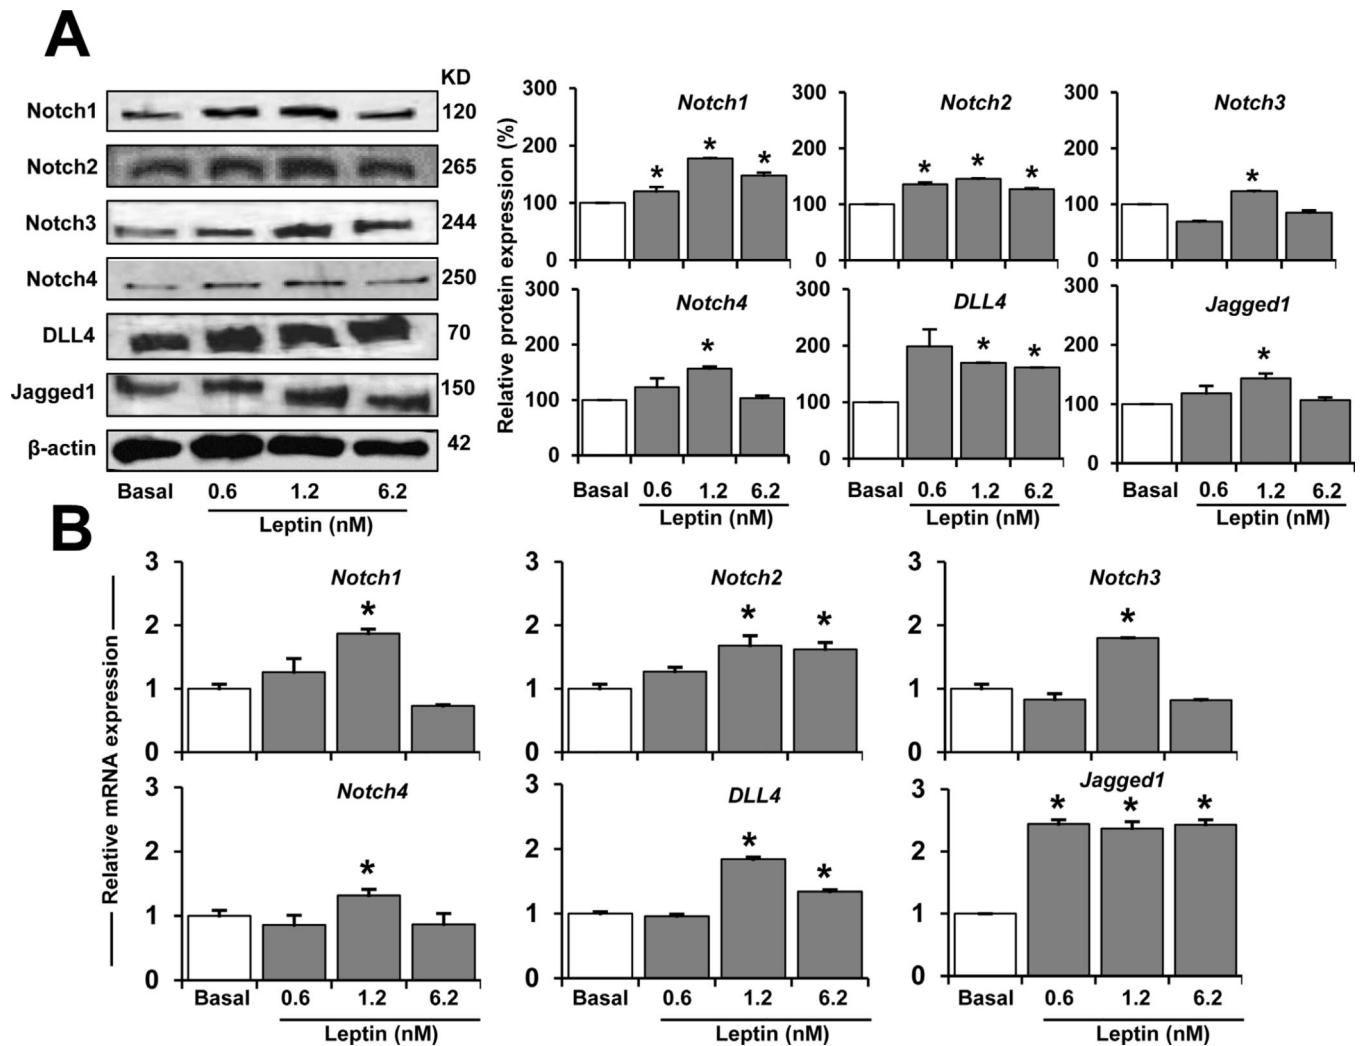 A
KD
Notch1 120
Notch2 265
Notch3 244
Notch4 250
DLL4 70
Jagged1 150
β-actin 42
Basal 0.6 1.2 6.2
Leptin (nM)
Relative protein expression (%)
Notch1
300
200
100
0
* * *
Notch2
300
200
100
0
* * *
Notch3
300
200
100
0
*
Notch4
300
200
100
0
*
Basal 0.6 1.2 6.2
Leptin (nM)
DLL4
300
200
100
0
* *
Basal 0.6 1.2 6.2
Leptin (nM)
Jagged1
300
200
100
0
*
Basal 0.6 1.2 6.2
Leptin (nM)
B
Relative mRNA expression
Notch1
3
2
1
0
*
Notch2
3
2
1
0
* *
Notch3
3
2
1
0
*
Notch4
3
2
1
0
*
Basal 0.6 1.2 6.2
Leptin (nM)
DLL4
3
2
1
0
* *
Basal 0.6 1.2 6.2
Leptin (nM)
Jagged1
3
2
1
0
* * *
Basal 0.6 1.2 6.2
Leptin (nM)